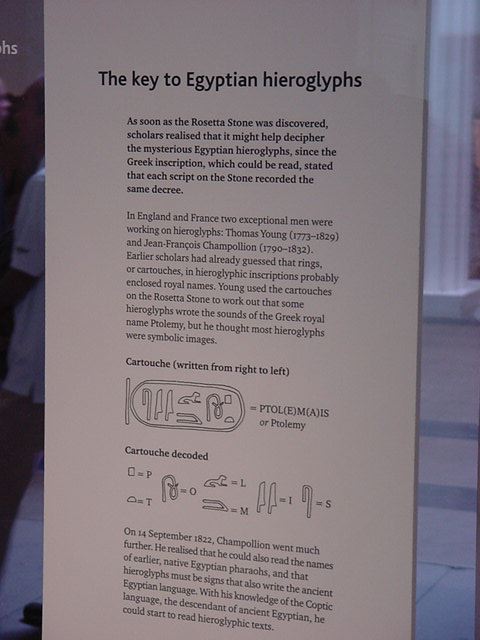 hs
The key to Egyptian hieroglyphs
As soon as the Rosetta Stone was discovered,
scholars realised that it might help decipher
the mysterious Egyptian hieroglyphs, since the
Greek inscription, which could be read, stated
that each script on the Stone recorded the
same decree.
In England and France two exceptional men were
working on hieroglyphs: Thomas Young (1773–1829)
and Jean-François Champollion (1790–1832).
Earlier scholars had already guessed that rings,
or cartouches, in hieroglyphic inscriptions probably
enclosed royal names. Young used the cartouches
on the Rosetta Stone to work out that some
hieroglyphs wrote the sounds of the Greek royal
name Ptolemy, but he thought most hieroglyphs
were symbolic images.
Cartouche (written from right to left)
= PTOL(E)M(A)IS
or Ptolemy
Cartouche decoded
= P
= T
= O
= L
= M
= I
= S
On 14 September 1822, Champollion went much
further. He realised that he could also read the names
of earlier, native Egyptian pharaohs, and that
hieroglyphs must be signs that also write the ancient
Egyptian language. With his knowledge of the Coptic
language, the descendant of ancient Egyptian, he
could start to read hieroglyphic texts.